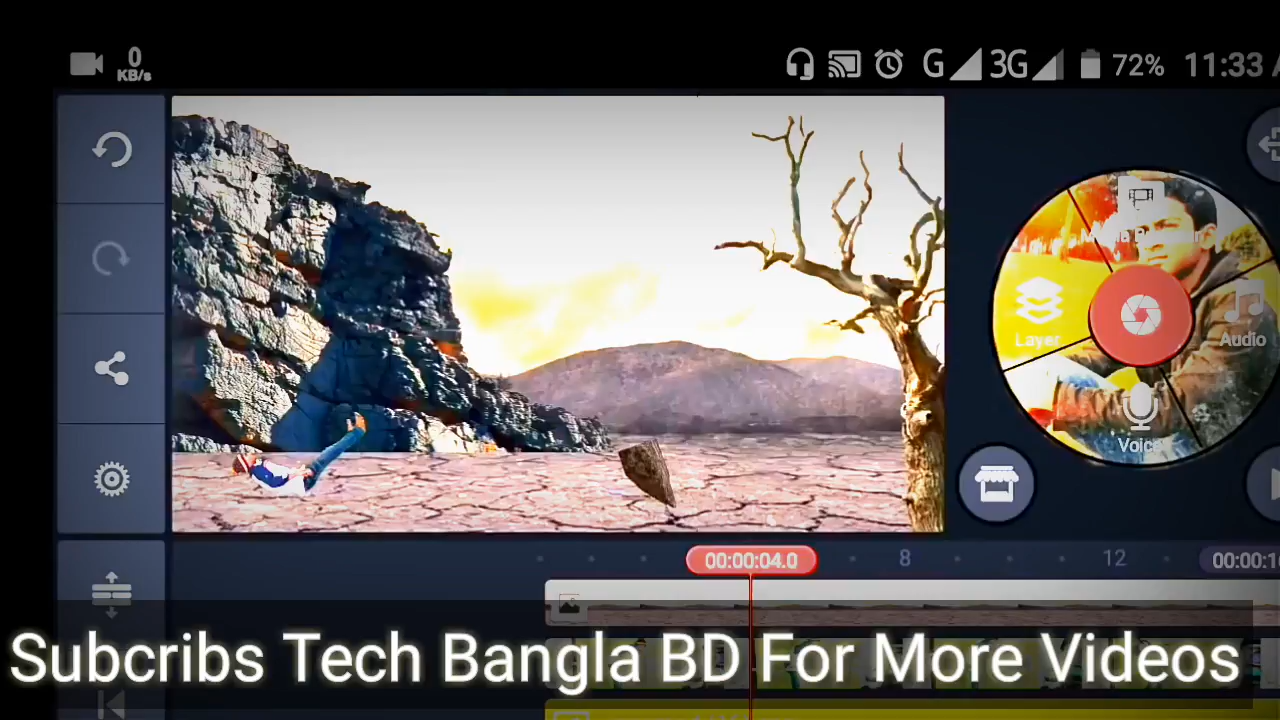 0
KB/s
G 3G 72% 11:33
Layer
Audio
Voice
00:00:04.0
8
12
Subcribs Tech Bangla BD For More Videos